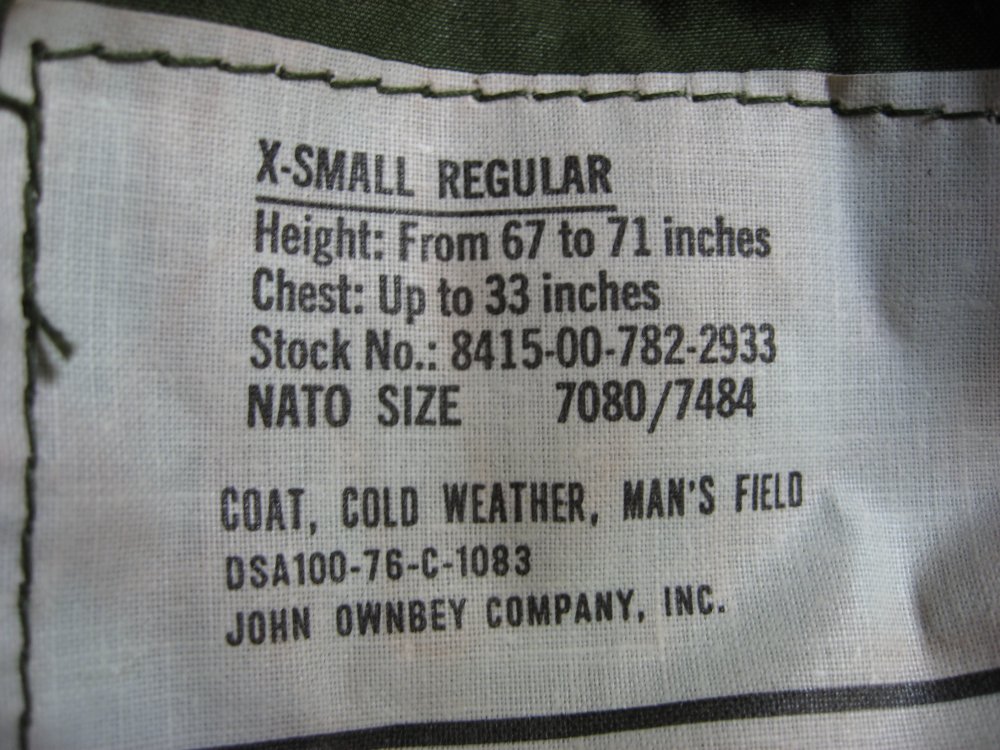 X-SMALL REGULAR
Height: From 67 to 71 inches
Chest: Up to 33 inches
Stock No.: 8415-00-782-2933
NATO SIZE 7080/7484
COAT, COLD WEATHER, MAN'S FIELD
DSA100-76-C-1083
JOHN OWNBEY COMPANY, INC.